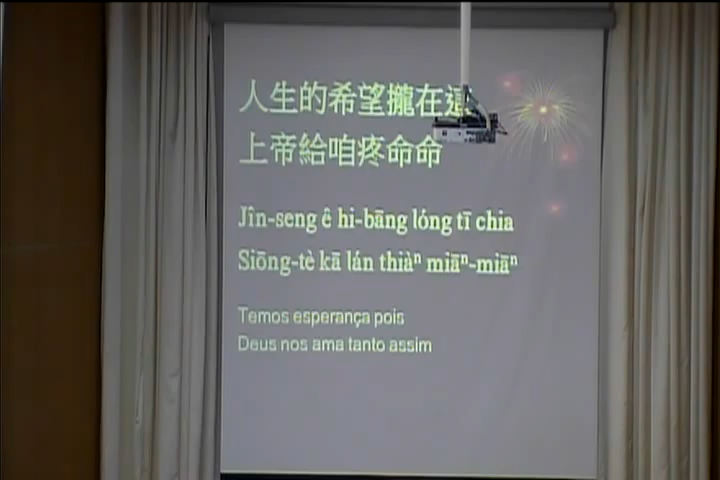 人生的希望攏在這
上帝給咱疼命命
Jîn-seng ê hi-bāng lóng tī chia
Siōng-tè kā lán thiàⁿ miāⁿ-miāⁿ
Temos esperança pois
Deus nos ama tanto assim